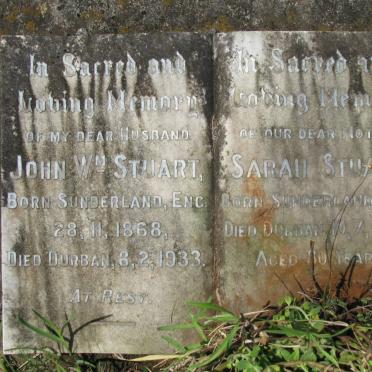 In Sacred and
Loving Memory
OF MY DEAR HUSBAND
JOHN Wm STUART,
BORN SUNDERLAND, ENG.
28.11.1868,
DIED DURBAN, 8.2.1933.
AT REST.
In Sacred
Loving Mem
OF OUR DEAR
SARAH STU
BORN SUNDERLAND
DIED DURBAN
AGED YEAR